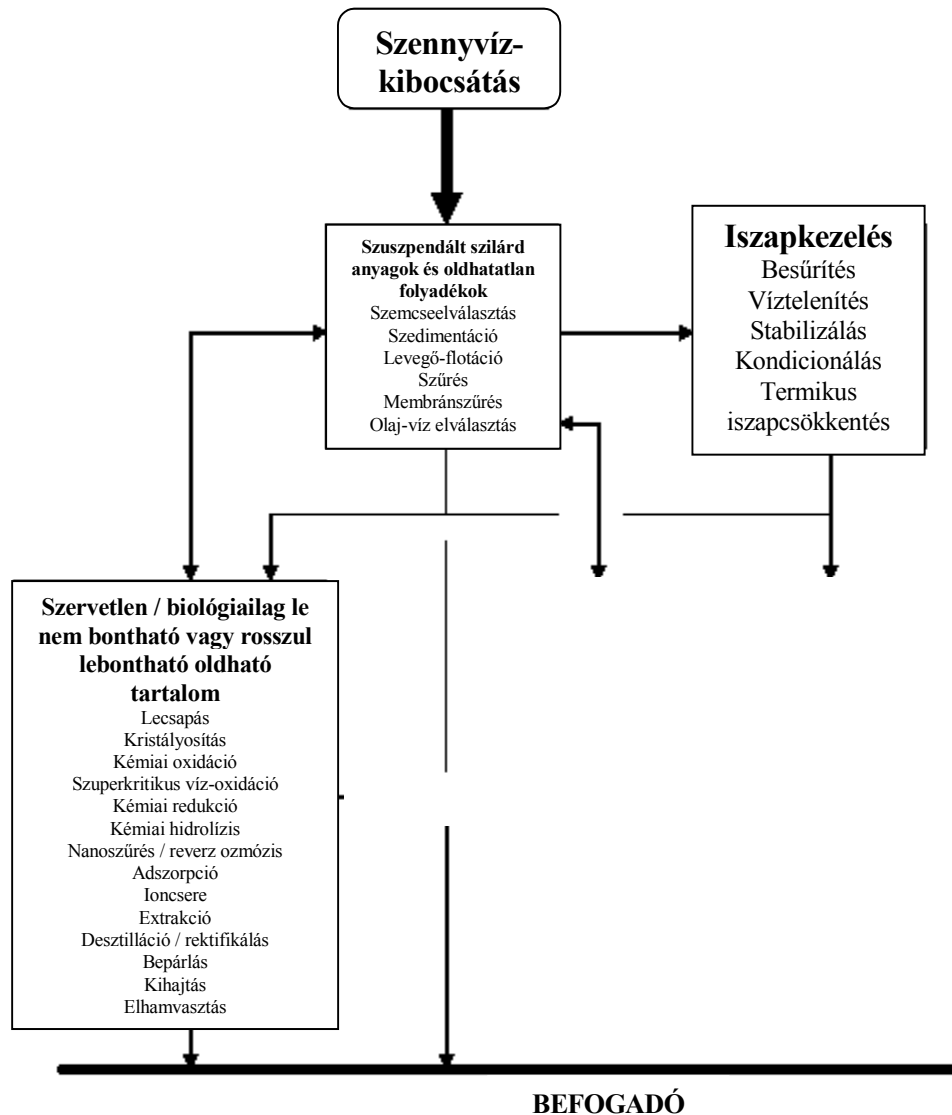 Szennyvíz-
kibocsátás
Szuszpendált szilárd
anyagok és oldhatatlan
folyadékok
Szemcseelválasztás
Szedimentáció
Levegő-flotáció
Szűrés
Membránszűrés
Olaj-víz elválasztás
Iszapkezelés
Besűrítés
Víztelenítés
Stabilizálás
Kondicionálás
Termikus
iszapcsökkentés
Szervetlen / biológiailag le
nem bontható vagy rosszul
lebontható oldható
tartalom
Lecsapás
Kristályosítás
Kémiai oxidáció
Szuperkritikus víz-oxidáció
Kémiai redukció
Kémiai hidrolízis
Nanoszűrés / reverz ozmózis
Adszorpció
Ioncsere
Extrakció
Desztilláció / rektifikálás
Bepárlás
Kihajtás
Elhamvasztás
BEFOGADÓ